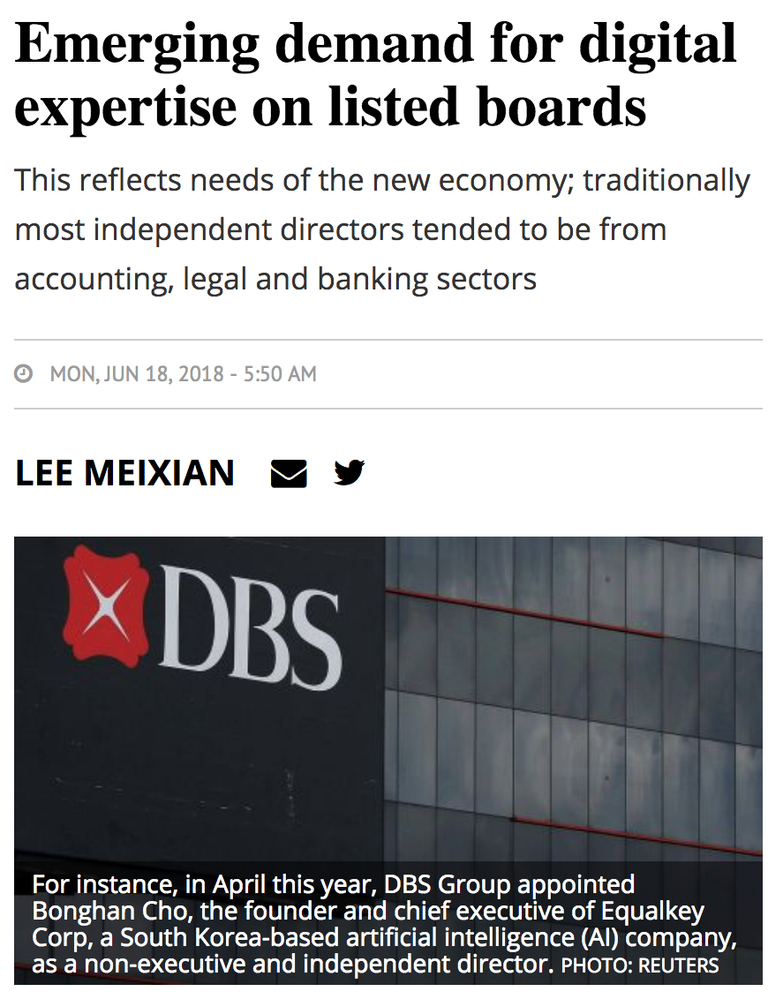 Emerging demand for digital
expertise on listed boards
This reflects needs of the new economy; traditionally
most independent directors tended to be from
accounting, legal and banking sectors
MON, JUN 18, 2018 - 5:50 AM
LEE MEIXIAN
DBS
For instance, in April this year, DBS Group appointed
Bonghan Cho, the founder and chief executive of Equalkey
Corp, a South Korea-based artificial intelligence (AI) company,
as a non-executive and independent director. PHOTO: REUTERS